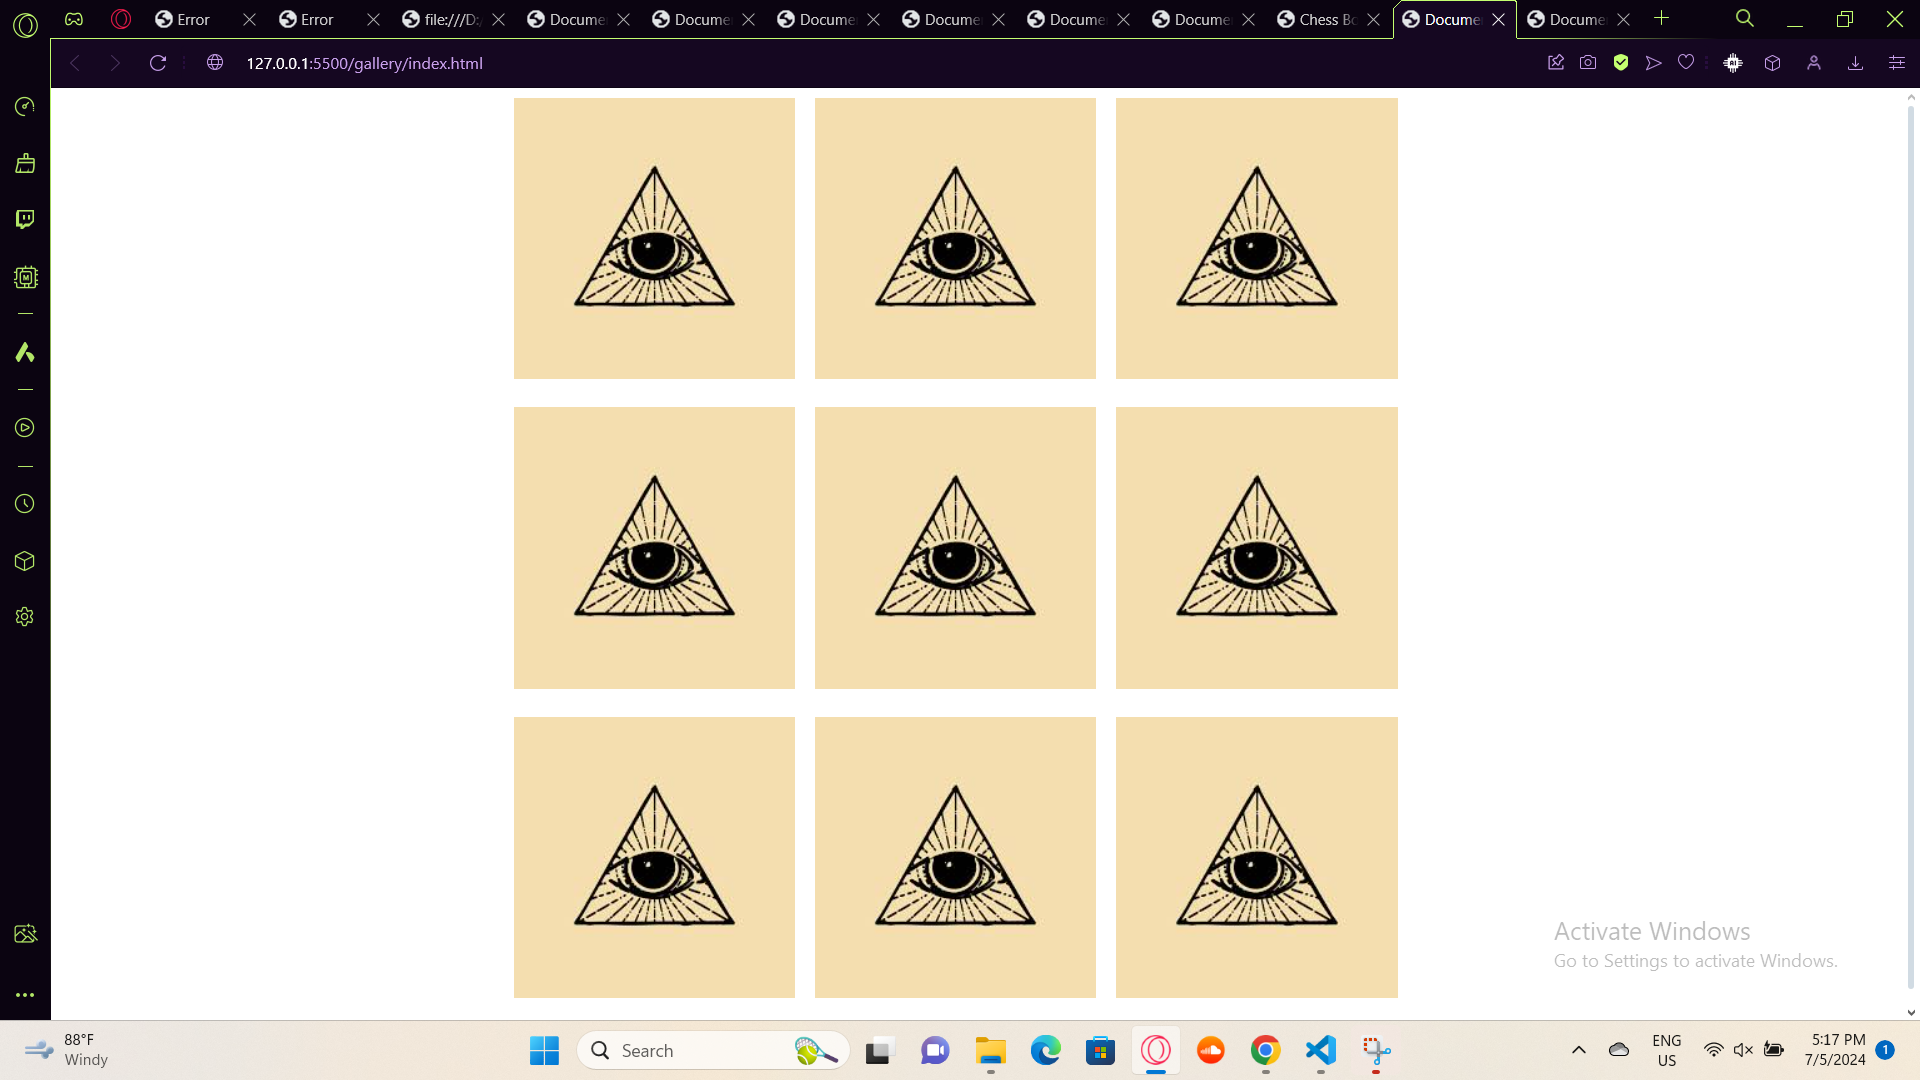 Error
Error
file:///D:/
Docume
Docume
Docume
Docume
Docume
Docume
Chess Bo
Docume
Docume
127.0.0.1:5500/gallery/index.html
AI
M
Activate Windows
Go to Settings to activate Windows.
88°F
Windy
Search
ENG
US
5:17 PM
7/5/2024
1